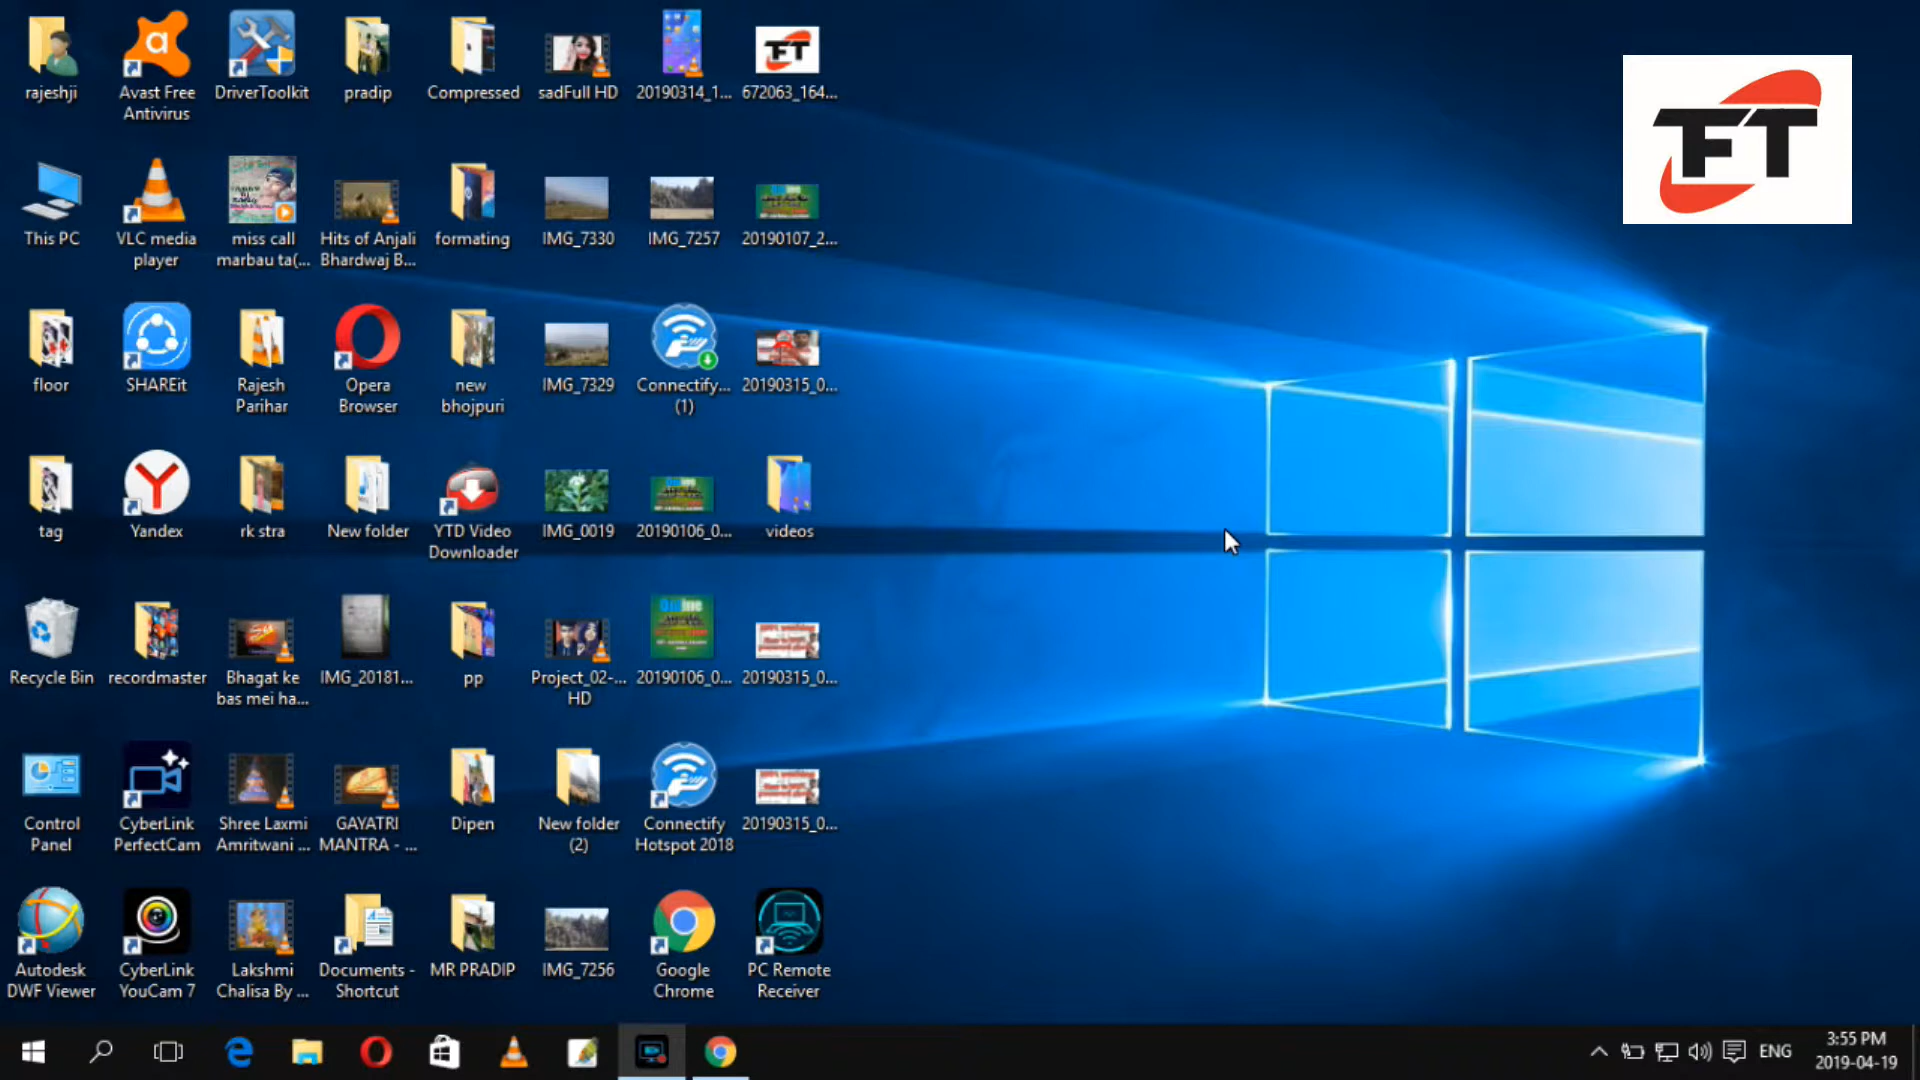 rajeshji
Avast Free
Antivirus
DriverToolkit
pradip
Compressed
sadFull HD
20190314_1...
672063_164...
FT
This PC
VLC media
player
miss call
marbau ta(...
Hits of Anjali
Bhardwaj B...
formating
IMG_7330
IMG_7257
20190107_2...
floor
SHAREit
Rajesh
Parihar
Opera
Browser
new
bhojpuri
IMG_7329
Connectify...
(1)
20190315_0...
tag
Yandex
rk stra
New folder
YTD Video
Downloader
IMG_0019
20190106_0...
videos
Recycle Bin
recordmaster
Bhagat ke
bas mei ha...
IMG_20181...
pp
Project_02-...
HD
20190106_0...
20190315_0...
Control
Panel
CyberLink
PerfectCam
Shree Laxmi
Amritwani ...
GAYATRI
MANTRA - ...
Dipen
New folder
(2)
Connectify
Hotspot 2018
20190315_0...
Autodesk
DWF Viewer
CyberLink
YouCam 7
Lakshmi
Chalisa By ...
Documents -
Shortcut
MR PRADIP
IMG_7256
Google
Chrome
PC Remote
Receiver
ENG
3:55 PM
2019-04-19